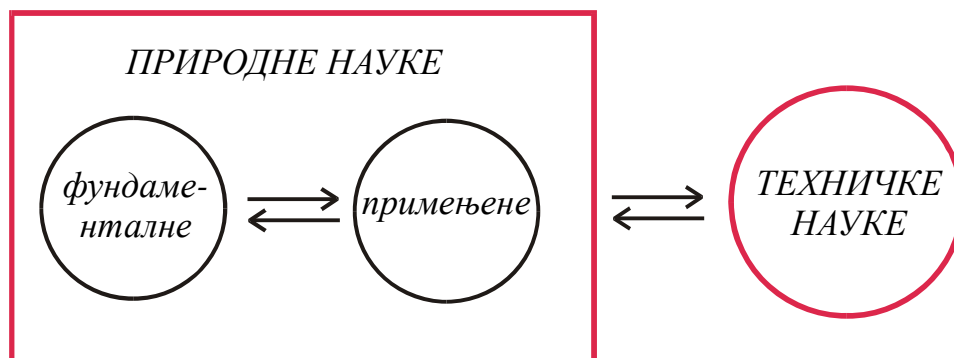 ПРИРОДНЕ НАУКЕ
фундаме-
нталне
примењене
ТЕХНИЧКЕ
НАУКЕ